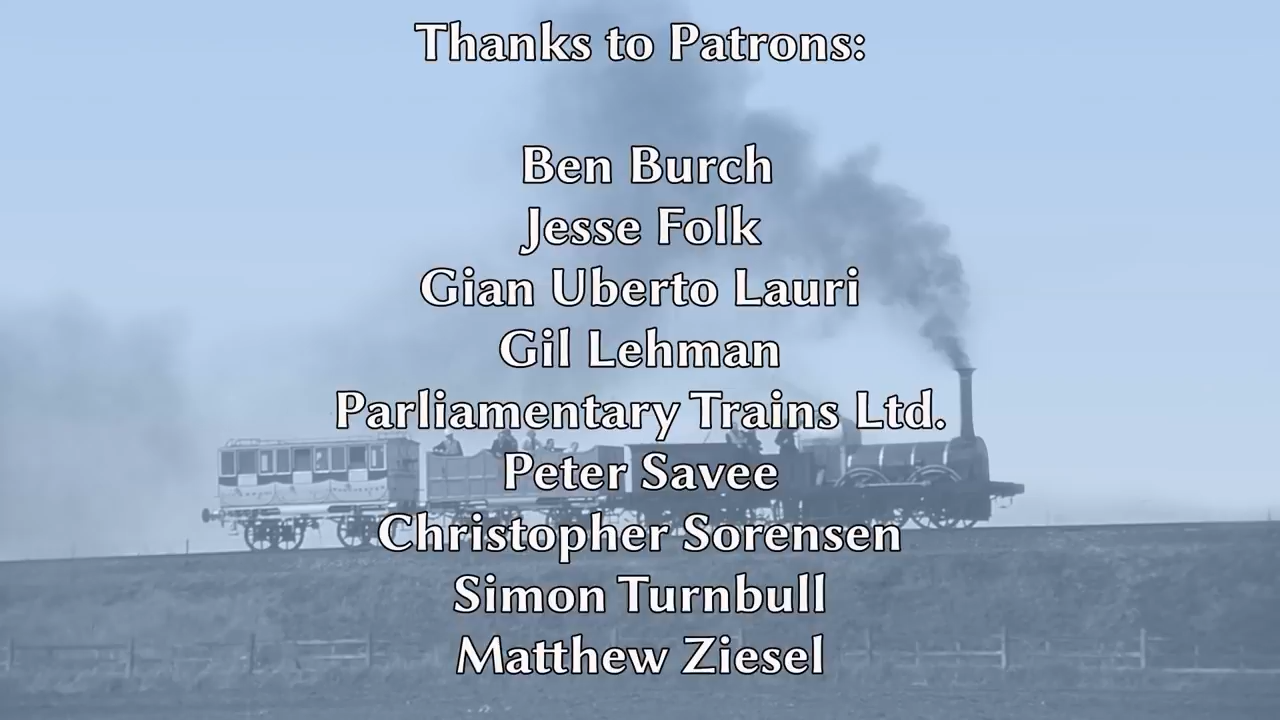 Thanks to Patrons:
Ben Burch
Jesse Folk
Gian Uberto Lauri
Gil Lehman
Parliamentary Trains Ltd.
Peter Savee
Christopher Sorensen
Simon Turnbull
Matthew Ziesel